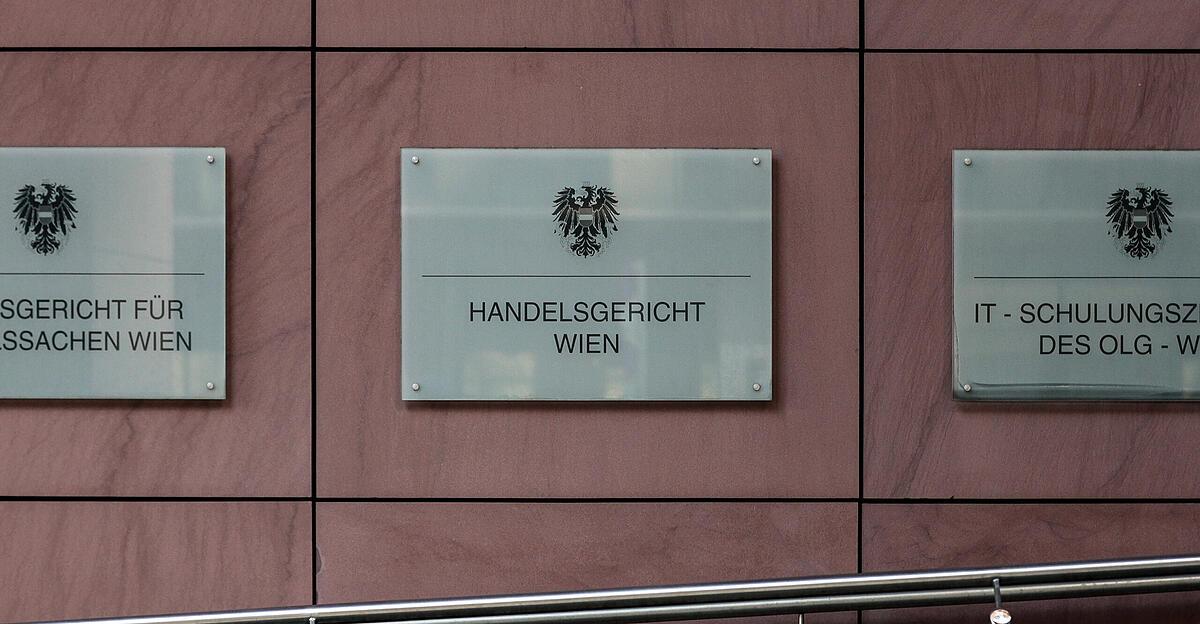 SGERICHT FÜR
LSSACHEN WIEN
HANDELSGERICHT
WIEN
IT - SCHULUNGSZ
DES OLG - W